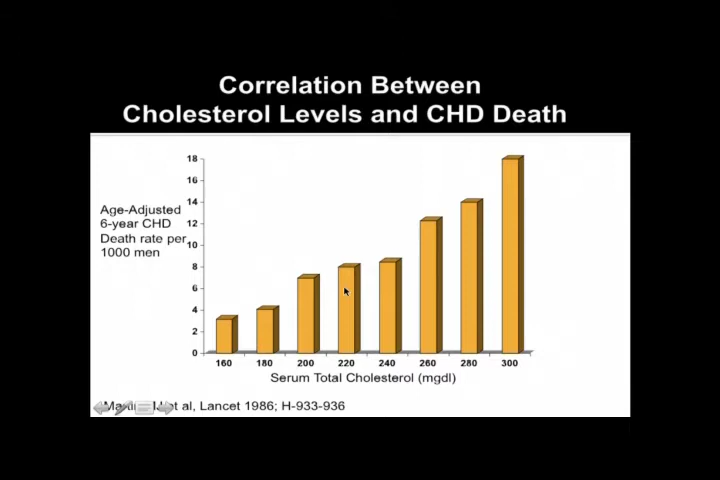 Correlation Between
Cholesterol Levels and CHD Death
18
16
14
12
10
8
6
4
2
0
Age-Adjusted
6-year CHD
Death rate per
1000 men
160 180 200 220 240 260 280 300
Serum Total Cholesterol (mgdl)
et al, Lancet 1986; H-933-936